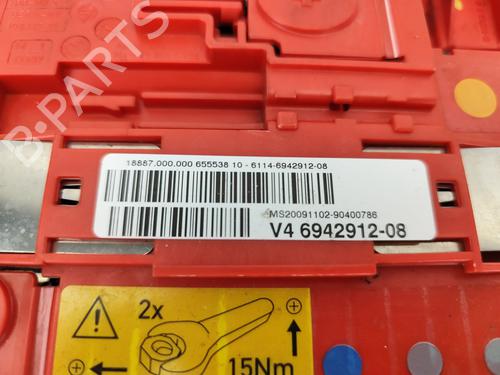 18887.000.000 655538 10 - 6114-6942912-08
MS20091102-90400786
V4 6942912-08
B-PARTS
2x
15Nm